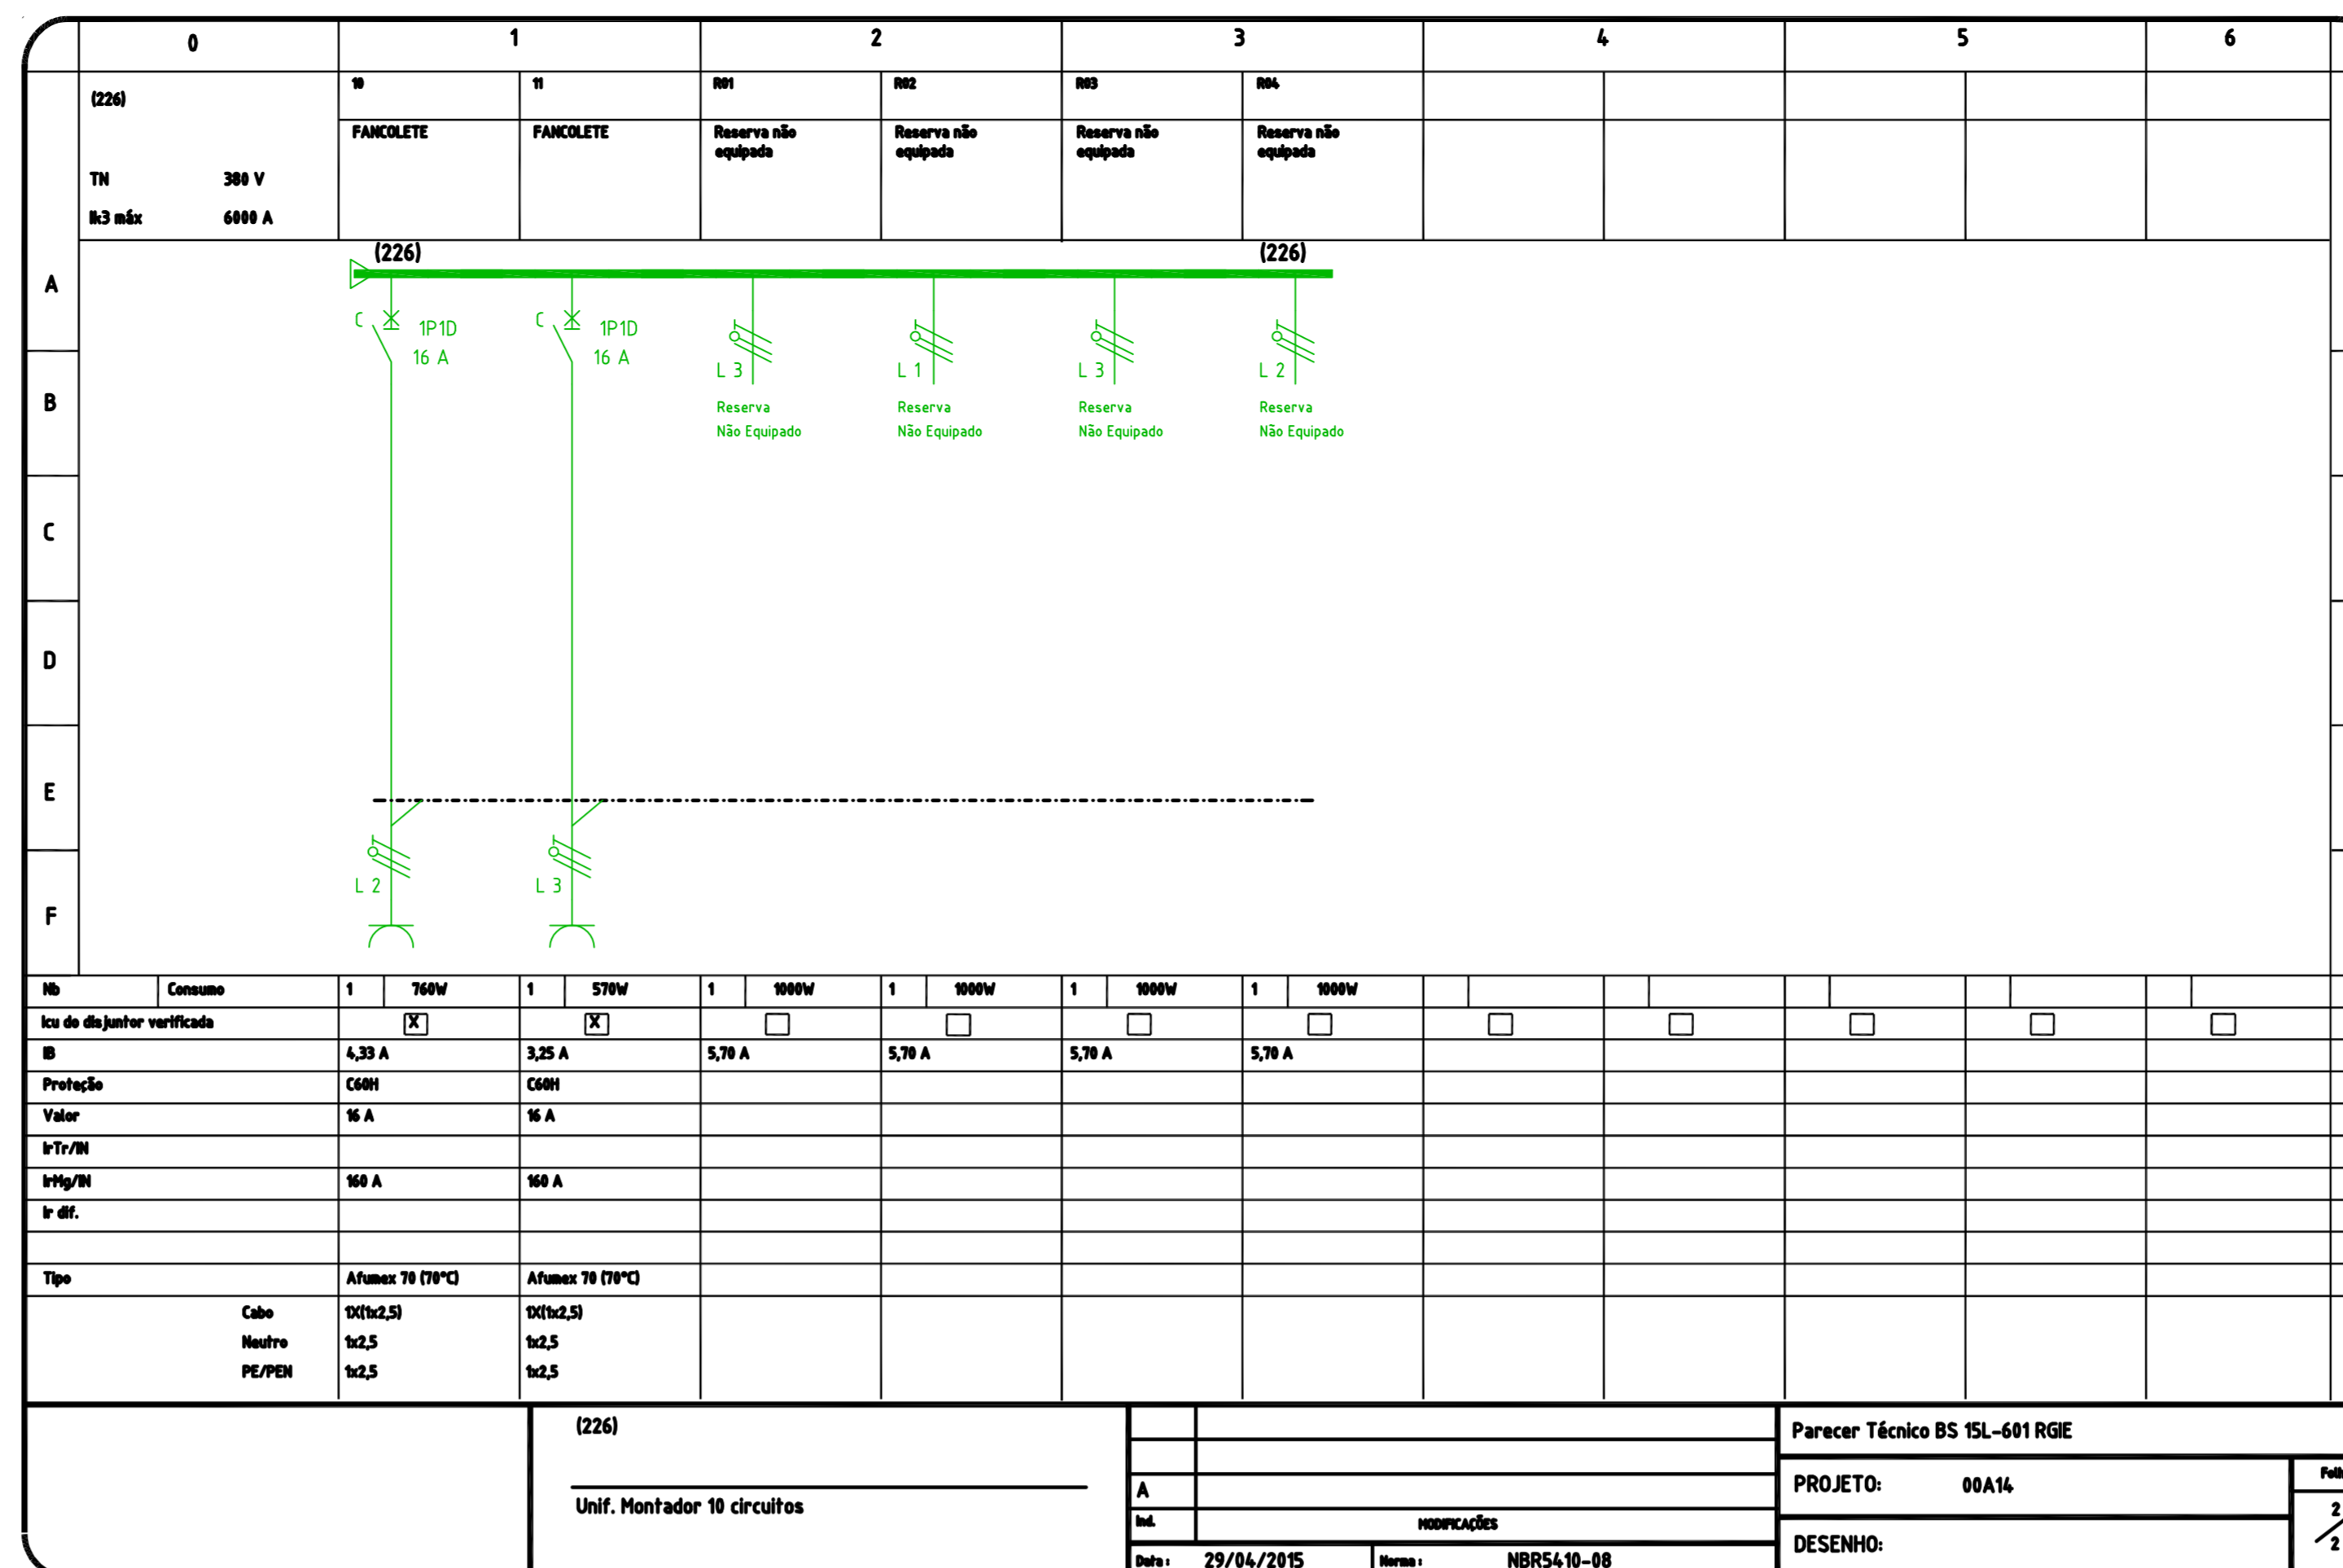 0 1 2 3 4 5 6
(226) 10 11 R01 R02 R03 R04
FANCOLETE FANCOLETE Reserva não Reserva não Reserva não Reserva não
equipada equipada equipada equipada
TN 380 V
Ik3 máx 6000 A
(226) (226)
A
C 1P1D C 1P1D
16 A 16 A
L 3 L 1 L 3 L 2
B
Reserva Reserva Reserva Reserva
Não Equipado Não Equipado Não Equipado Não Equipado
C
D
E
L 2 L 3
F
Nb Consumo 1 760W 1 570W 1 1000W 1 1000W 1 1000W 1 1000W
Icu do disjuntor verificada X X
IB 4,33 A 3,25 A 5,70 A 5,70 A 5,70 A 5,70 A
Proteção C60H C60H
Valor 16 A 16 A
IrTr/IN
IrMg/IN 160 A 160 A
Ir dif.
Tipo Afumex 70 (70°C) Afumex 70 (70°C)
Cabo 1X(1x2,5) 1X(1x2,5)
Neutro 1x2,5 1x2,5
PE/PEN 1x2,5 1x2,5
(226)
Unif. Montador 10 circuitos
A
Ind. MODIFICAÇÕES
Data : 29/04/2015 Norma : NBR5410-08
Parecer Técnico BS 15L-601 RGIE
PROJETO: 00A14
DESENHO:
2
2